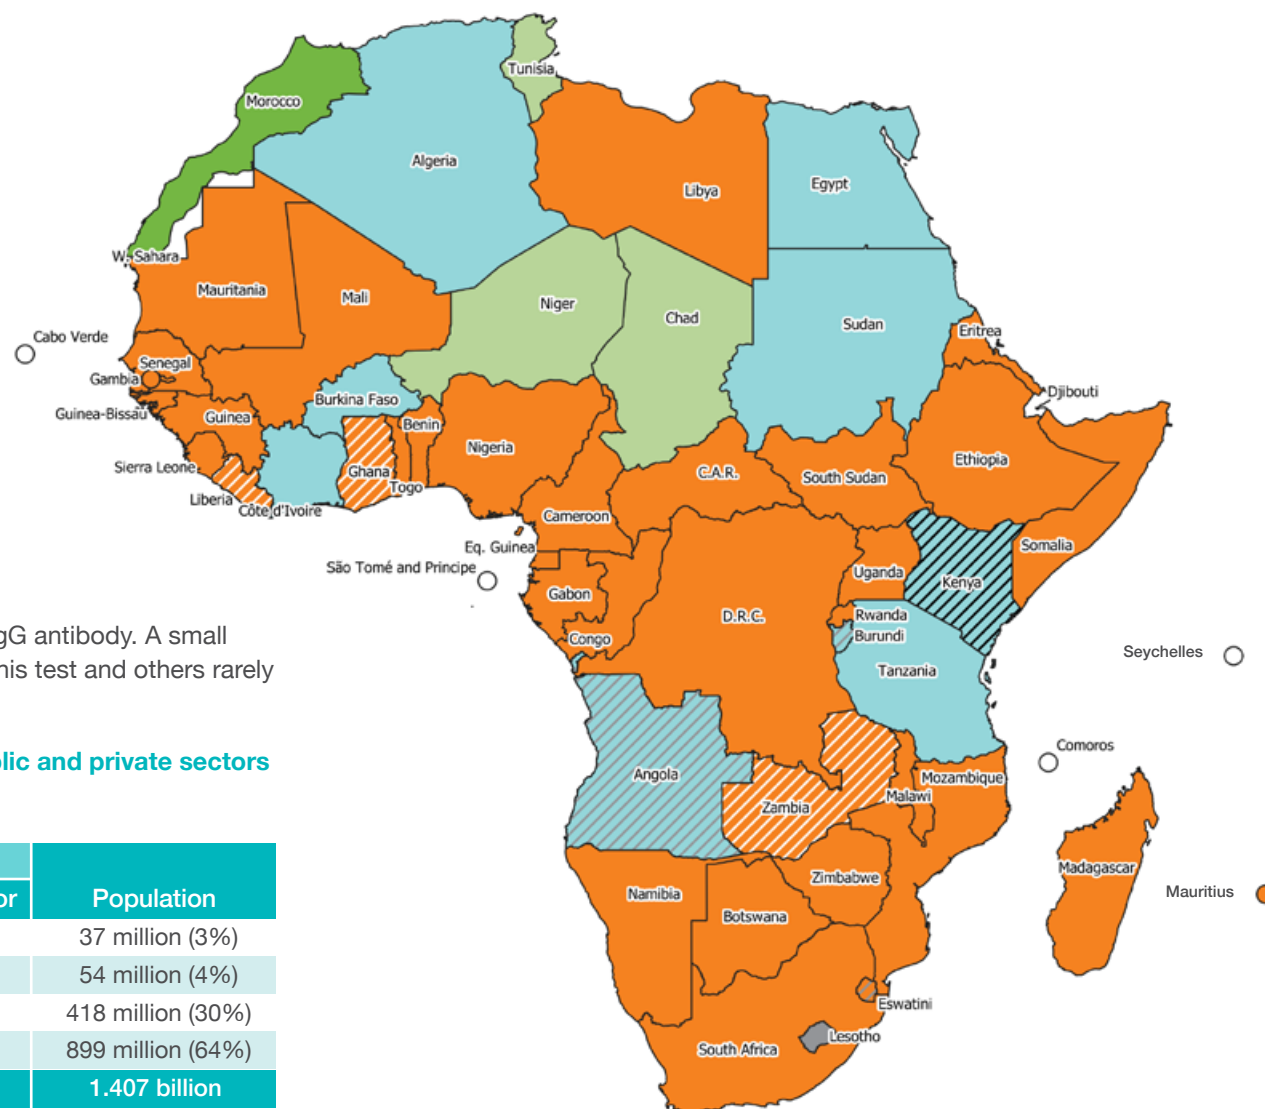 Tunisia
Morocco
Algeria
Libya
Egypt
W. Sahara
Mauritania
Mali
Niger
Chad
Sudan
Cabo Verde
Eritrea
Senegal
Gambia
Djibouti
Burkina Faso
Guinea-Bissau
Guinea
Benin
Nigeria
Ethiopia
Sierra Leone
Ghana
C.A.R.
South Sudan
Togo
Liberia
Côte d'Ivoire
Cameroon
Eq. Guinea
Somalia
São Tomé and Principe
Uganda
Kenya
Gabon
D.R.C.
Rwanda
Congo
Burundi
Seychelles
Tanzania
Comoros
Angola
Mozambique
Malawi
Zambia
Madagascar
Zimbabwe
Mauritius
Namibia
Botswana
Eswatini
Lesotho
South Africa
gG antibody. A small
his test and others rarely
lic and private sectors
or
Population
37 million (3%)
54 million (4%)
418 million (30%)
899 million (64%)
1.407 billion